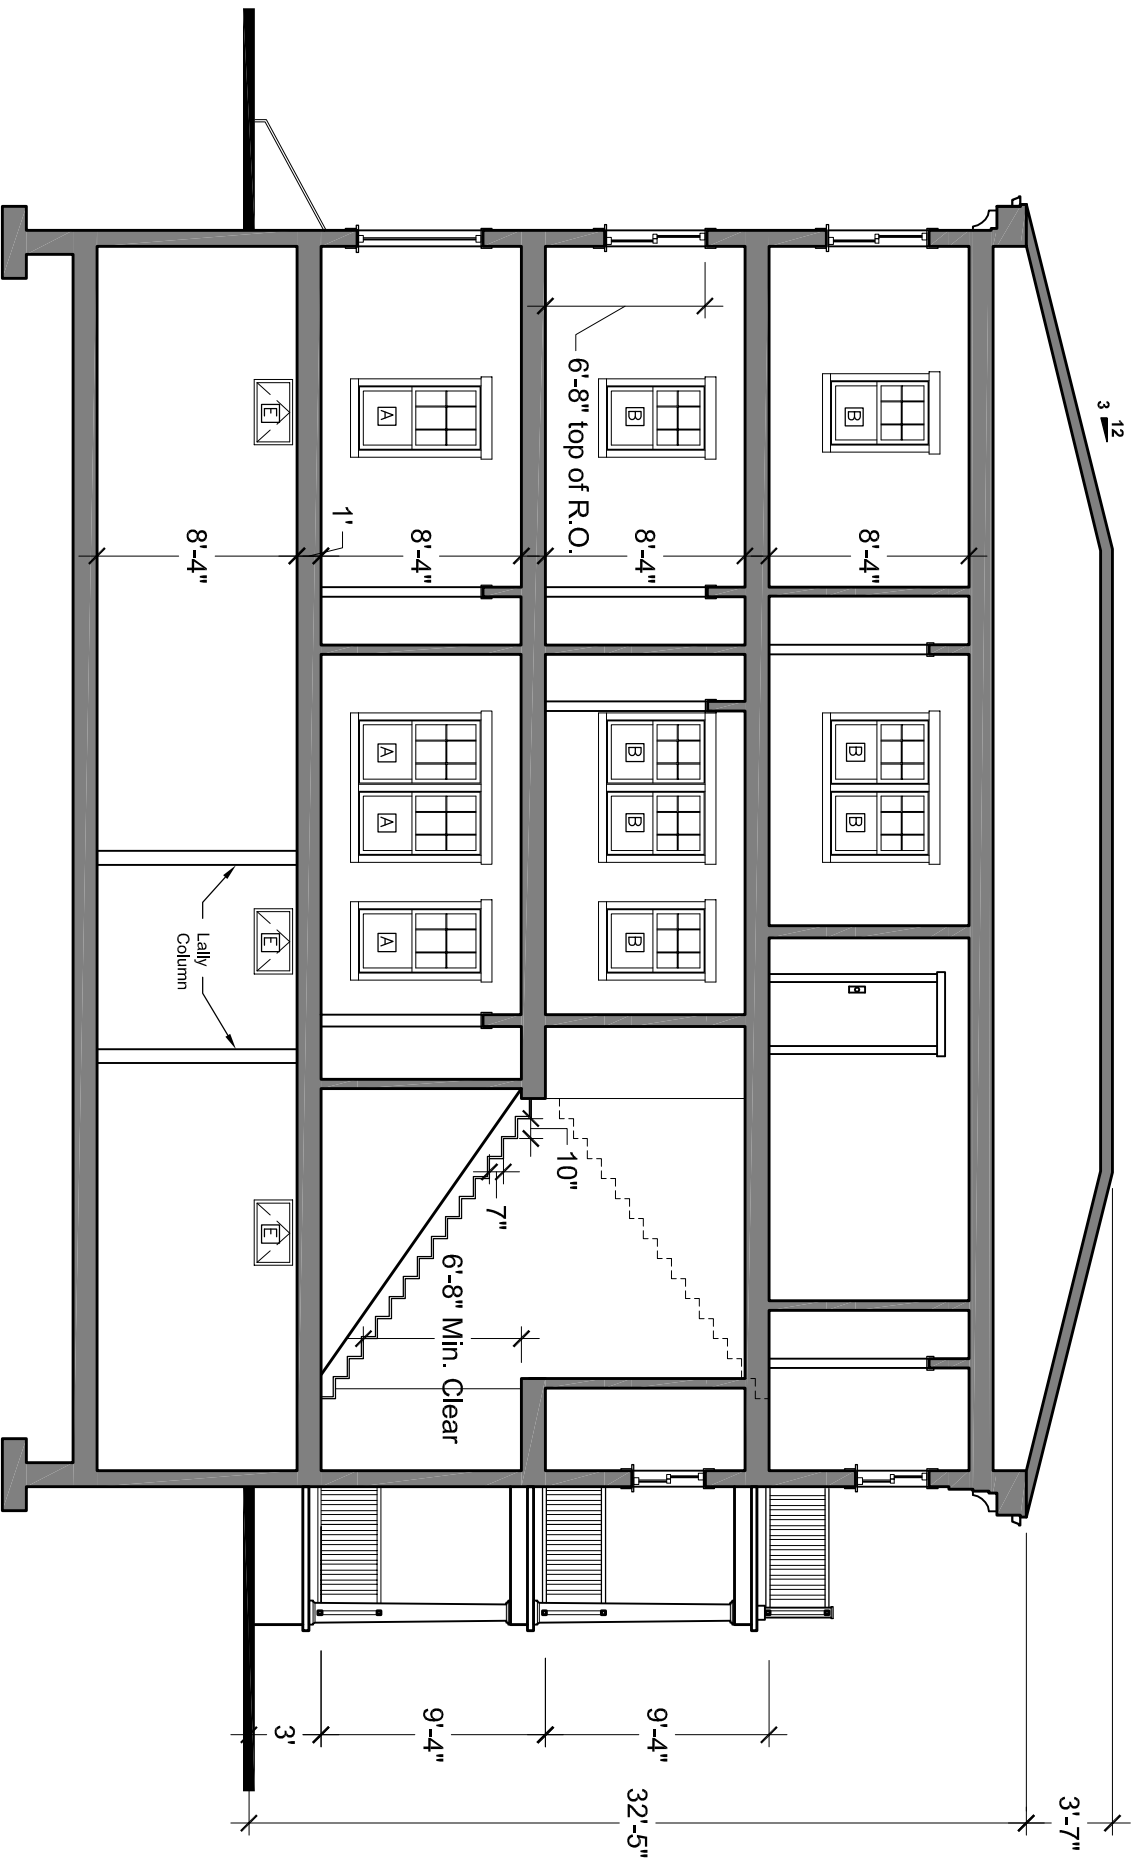 12
3
3'-7"
32'-5"
B
B
B
8'-4"
9'-4"
B
B
B
B
8'-4"
6'-8" top of R.O.
10"
7"
9'-4"
A
A
A
A
8'-4"
6'-8" Min. Clear
1'
3'
E
E
E
8'-4"
Lally
Column